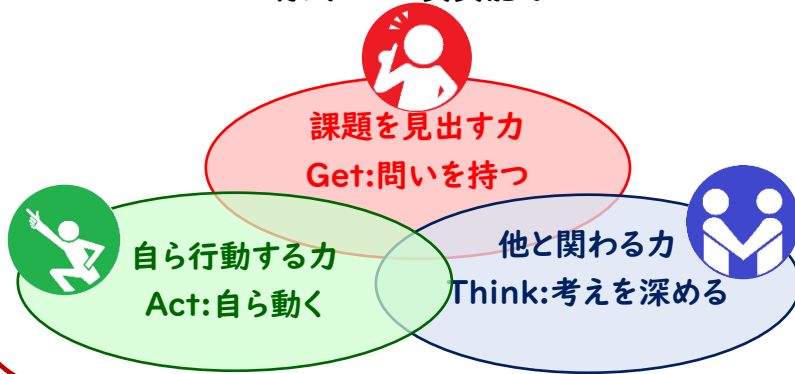 課題を見出す力
Get:問いを持つ
自ら行動する力
Act:自ら動く
他と関わる力
Think:考えを深める